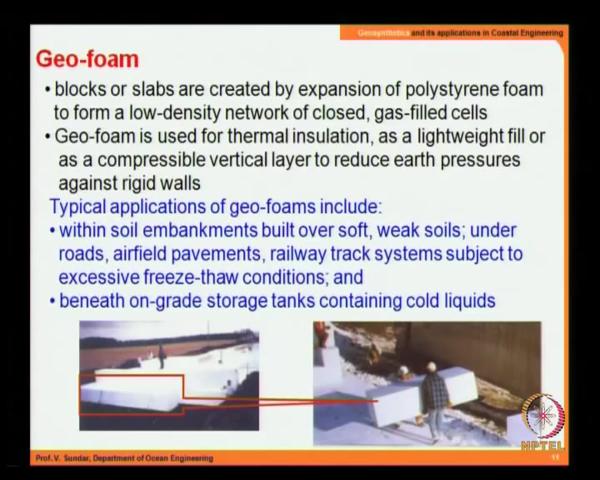 Geosynthetics and its applications in Coastal Engineering
Geo-foam
• blocks or slabs are created by expansion of polystyrene foam
to form a low-density network of closed, gas-filled cells
• Geo-foam is used for thermal insulation, as a lightweight fill or
as a compressible vertical layer to reduce earth pressures
against rigid walls
Typical applications of geo-foams include:
• within soil embankments built over soft, weak soils; under
roads, airfield pavements, railway track systems subject to
excessive freeze-thaw conditions; and
• beneath on-grade storage tanks containing cold liquids
NPTEL
Prof. V. Sundar, Department of Ocean Engineering
11